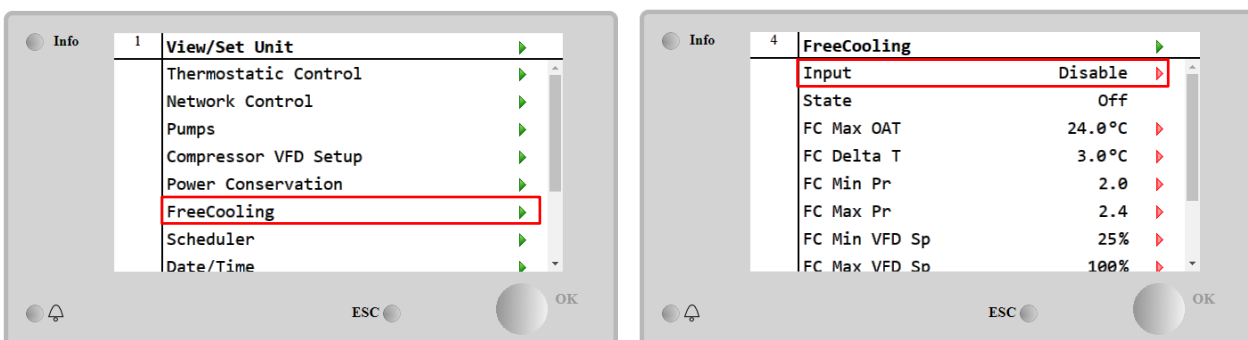 Info
1 View/Set Unit
Thermostatic Control
Network Control
Pumps
Compressor VFD Setup
Power Conservation
FreeCooling
Scheduler
Date/Time
ESC
OK
Info
4 FreeCooling
Input Disable
State Off
FC Max OAT 24.0°C
FC Delta T 3.0°C
FC Min Pr 2.0
FC Max Pr 2.4
FC Min VFD Sp 25%
FC Max VFD Sp 100%
ESC
OK